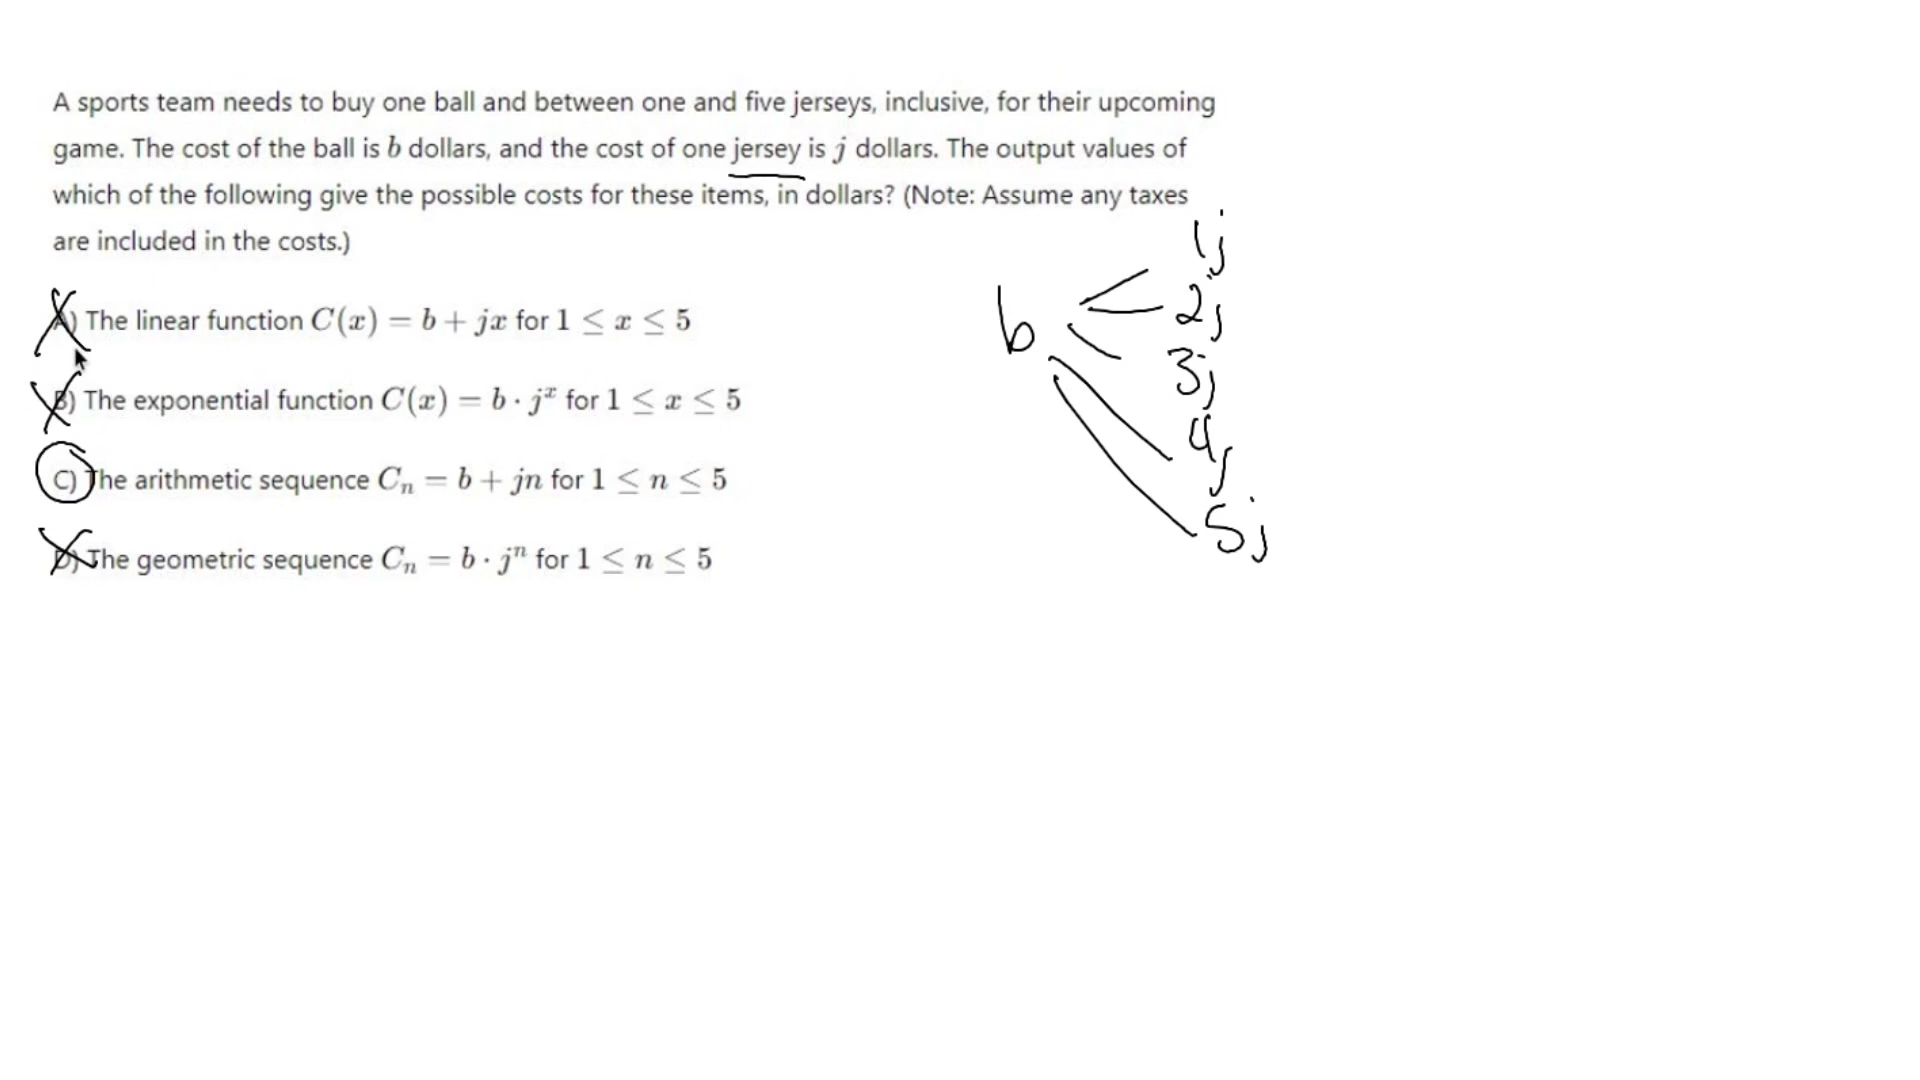 A sports team needs to buy one ball and between one and five jerseys, inclusive, for their upcoming
game. The cost of the ball is b dollars, and the cost of one jersey is j dollars. The output values of
which of the following give the possible costs for these items, in dollars? (Note: Assume any taxes
are included in the costs.)
A) The linear function C(x) = b + jx for 1 ≤ x ≤ 5
B) The exponential function C(x) = b · j^x for 1 ≤ x ≤ 5
C) The arithmetic sequence C_n = b + jn for 1 ≤ n ≤ 5
D) The geometric sequence C_n = b · j^n for 1 ≤ n ≤ 5
b
1j
2j
3j
4j
5j